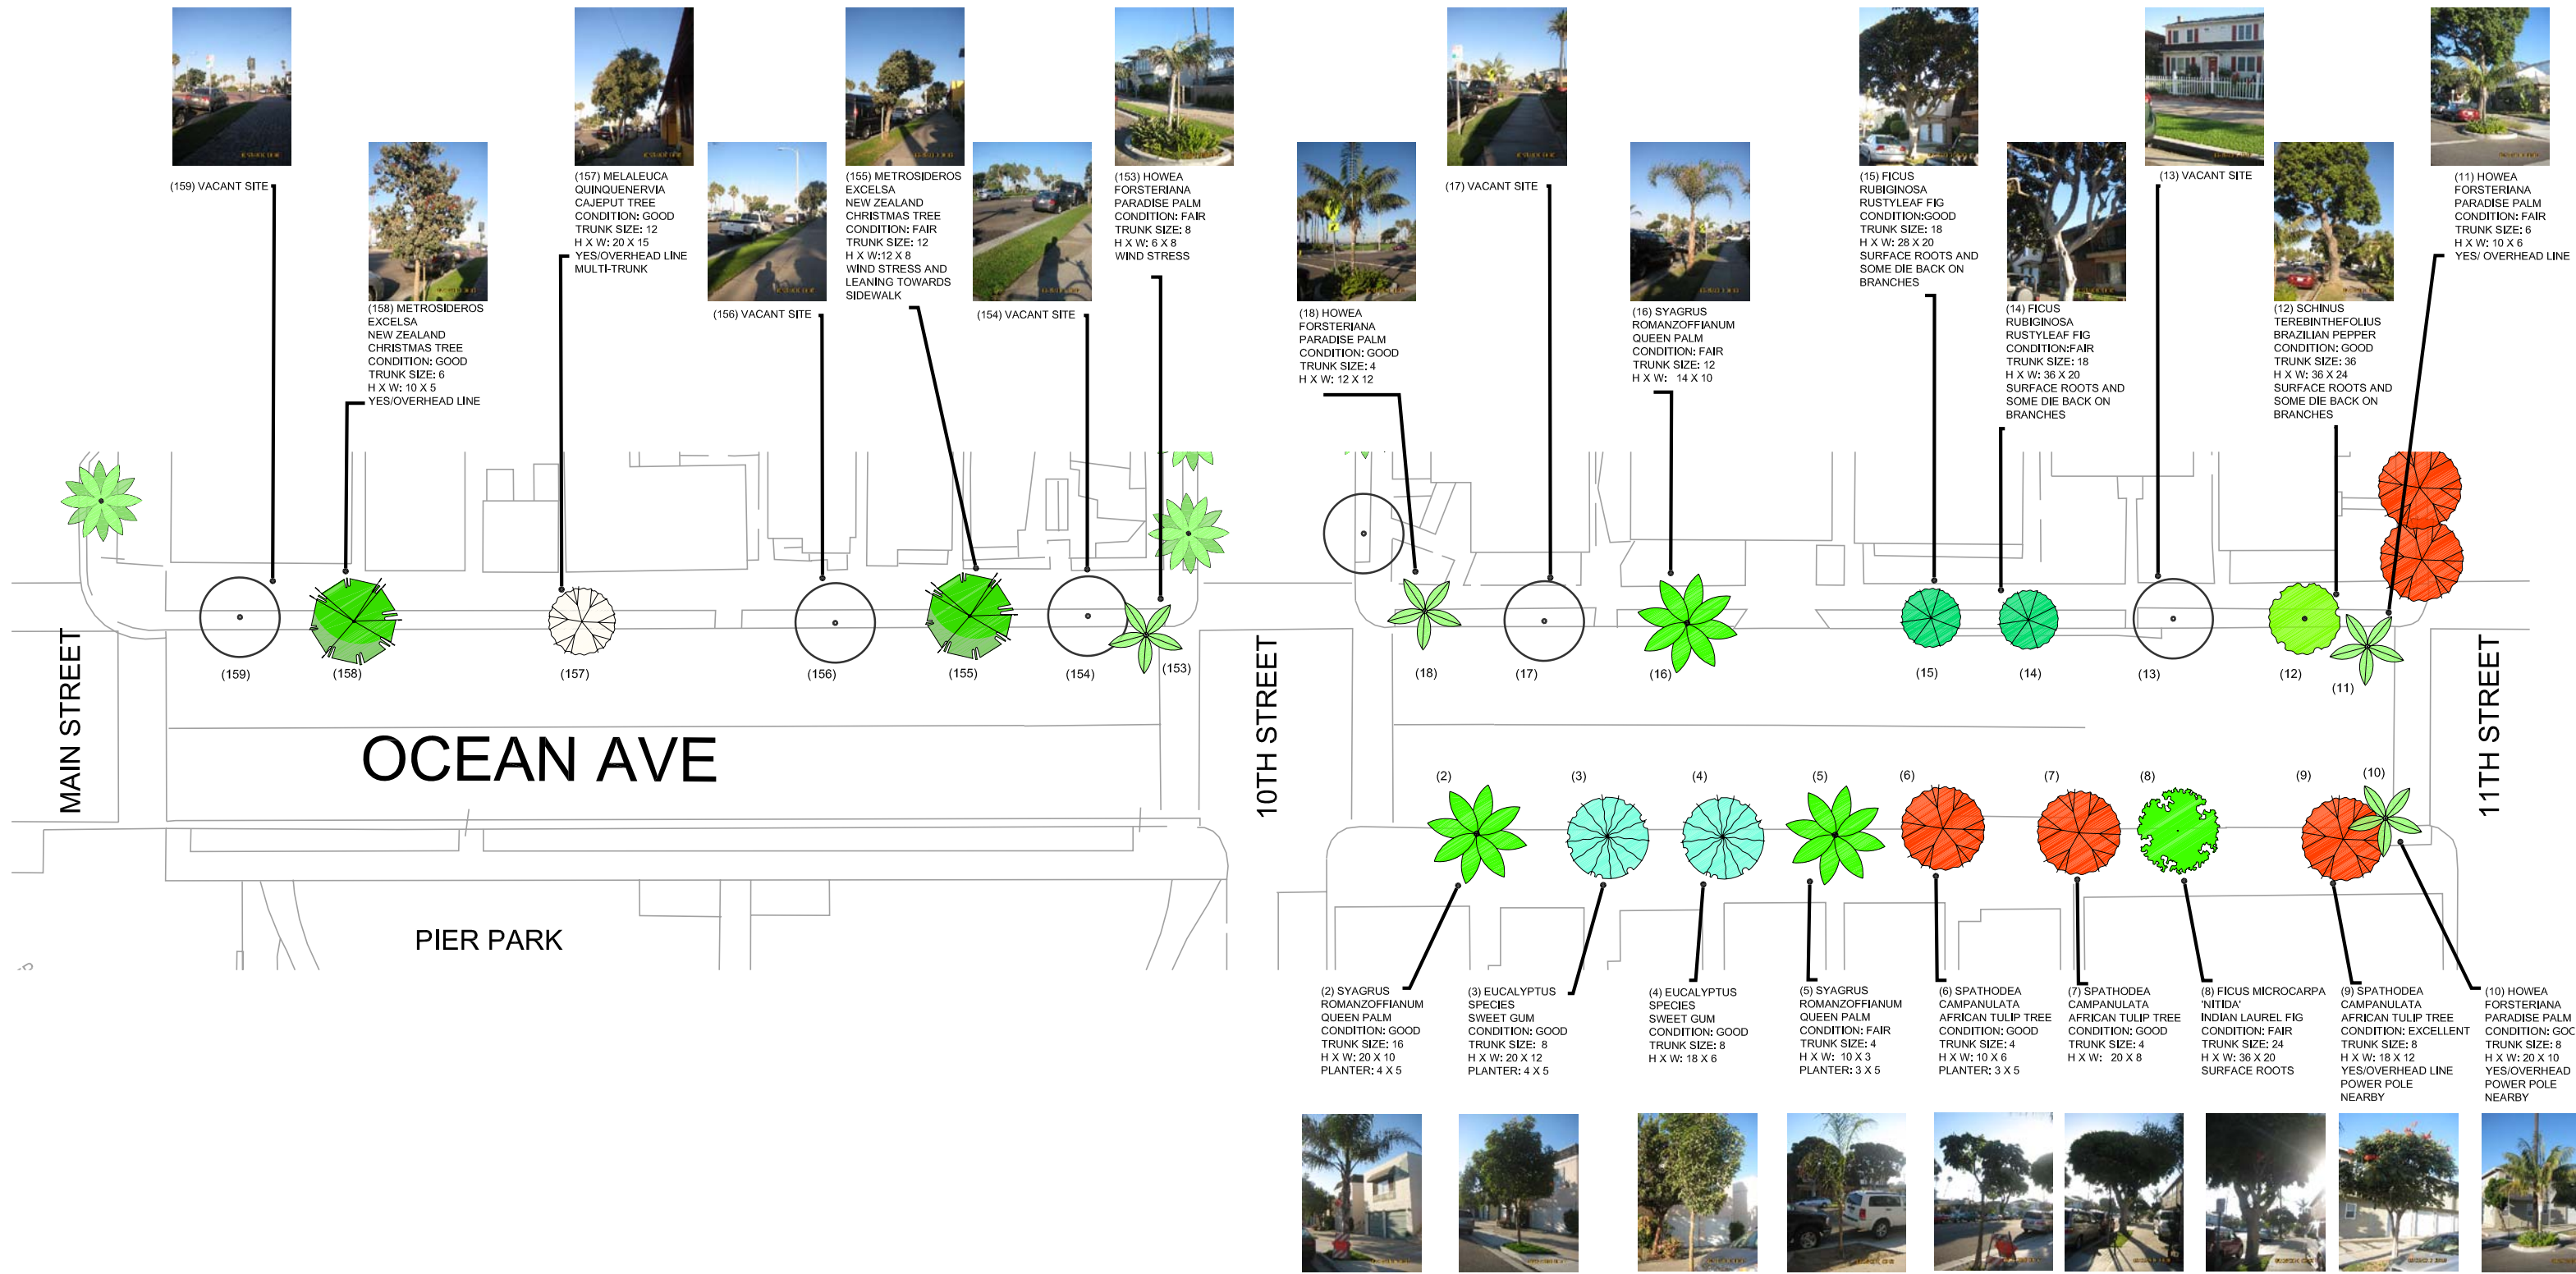 (159) VACANT SITE
(158) METROSIDEROS
EXCELSA
NEW ZEALAND
CHRISTMAS TREE
CONDITION: GOOD
TRUNK SIZE: 6
H X W: 10 X 5
YES/OVERHEAD LINE
(157) MELALEUCA
QUINQUENERVIA
CAJEPUT TREE
CONDITION: GOOD
TRUNK SIZE: 12
H X W: 20 X 15
YES/OVERHEAD LINE
MULTI-TRUNK
(156) VACANT SITE
(155) METROSIDEROS
EXCELSA
NEW ZEALAND
CHRISTMAS TREE
CONDITION: FAIR
TRUNK SIZE: 12
H X W:12 X 8
WIND STRESS AND
LEANING TOWARDS
SIDEWALK
(154) VACANT SITE
(153) HOWEA
FORSTERIANA
PARADISE PALM
CONDITION: FAIR
TRUNK SIZE: 8
H X W: 6 X 8
WIND STRESS
(18) HOWEA
FORSTERIANA
PARADISE PALM
CONDITION: GOOD
TRUNK SIZE: 4
H X W: 12 X 12
(17) VACANT SITE
(16) SYAGRUS
ROMANZOFFIANUM
QUEEN PALM
CONDITION: FAIR
TRUNK SIZE: 12
H X W: 14 X 10
(15) FICUS
RUBIGINOSA
RUSTYLEAF FIG
CONDITION:GOOD
TRUNK SIZE: 18
H X W: 28 X 20
SURFACE ROOTS AND
SOME DIE BACK ON
BRANCHES
(14) FICUS
RUBIGINOSA
RUSTYLEAF FIG
CONDITION:FAIR
TRUNK SIZE: 18
H X W: 36 X 20
SURFACE ROOTS AND
SOME DIE BACK ON
BRANCHES
(13) VACANT SITE
(12) SCHINUS
TEREBINTHEFOLIUS
BRAZILIAN PEPPER
CONDITION: GOOD
TRUNK SIZE: 36
H X W: 36 X 24
SURFACE ROOTS AND
SOME DIE BACK ON
BRANCHES
(11) HOWEA
FORSTERIANA
PARADISE PALM
CONDITION: FAIR
TRUNK SIZE: 6
H X W: 10 X 6
YES/ OVERHEAD LINE
(159)
(158)
(157)
(156)
(155)
(154)
(153)
(18)
(17)
(16)
(15)
(14)
(13)
(12)
(11)
MAIN STREET
OCEAN AVE
10TH STREET
11TH STREET
PIER PARK
(2)
(3)
(4)
(5)
(6)
(7)
(8)
(9)
(10)
(2) SYAGRUS
ROMANZOFFIANUM
QUEEN PALM
CONDITION: GOOD
TRUNK SIZE: 16
H X W: 20 X 10
PLANTER: 4 X 5
(3) EUCALYPTUS
SPECIES
SWEET GUM
CONDITION: GOOD
TRUNK SIZE: 8
H X W: 20 X 12
PLANTER: 4 X 5
(4) EUCALYPTUS
SPECIES
SWEET GUM
CONDITION: GOOD
TRUNK SIZE: 8
H X W: 18 X 6
(5) SYAGRUS
ROMANZOFFIANUM
QUEEN PALM
CONDITION: FAIR
TRUNK SIZE: 4
H X W: 10 X 3
PLANTER: 3 X 5
(6) SPATHODEA
CAMPANULATA
AFRICAN TULIP TREE
CONDITION: GOOD
TRUNK SIZE: 4
H X W: 10 X 6
PLANTER: 3 X 5
(7) SPATHODEA
CAMPANULATA
AFRICAN TULIP TREE
CONDITION: GOOD
TRUNK SIZE: 4
H X W: 20 X 8
(8) FICUS MICROCARPA
'NITIDA'
INDIAN LAUREL FIG
CONDITION: FAIR
TRUNK SIZE: 24
H X W: 36 X 20
SURFACE ROOTS
(9) SPATHODEA
CAMPANULATA
AFRICAN TULIP TREE
CONDITION: EXCELLENT
TRUNK SIZE: 8
H X W: 18 X 12
YES/OVERHEAD LINE
POWER POLE
NEARBY
(10) HOWEA
FORSTERIANA
PARADISE PALM
CONDITION: GOO
TRUNK SIZE: 8
H X W: 20 X 10
YES/OVERHEAD
POWER POLE
NEARBY